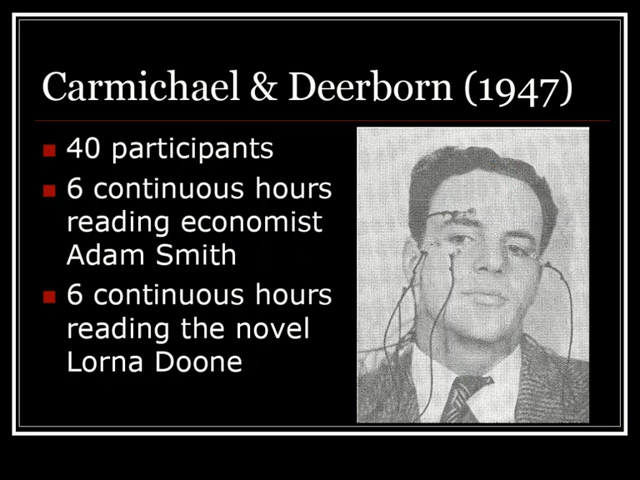 Carmichael & Deerborn (1947)
40 participants
6 continuous hours
reading economist
Adam Smith
6 continuous hours
reading the novel
Lorna Doone